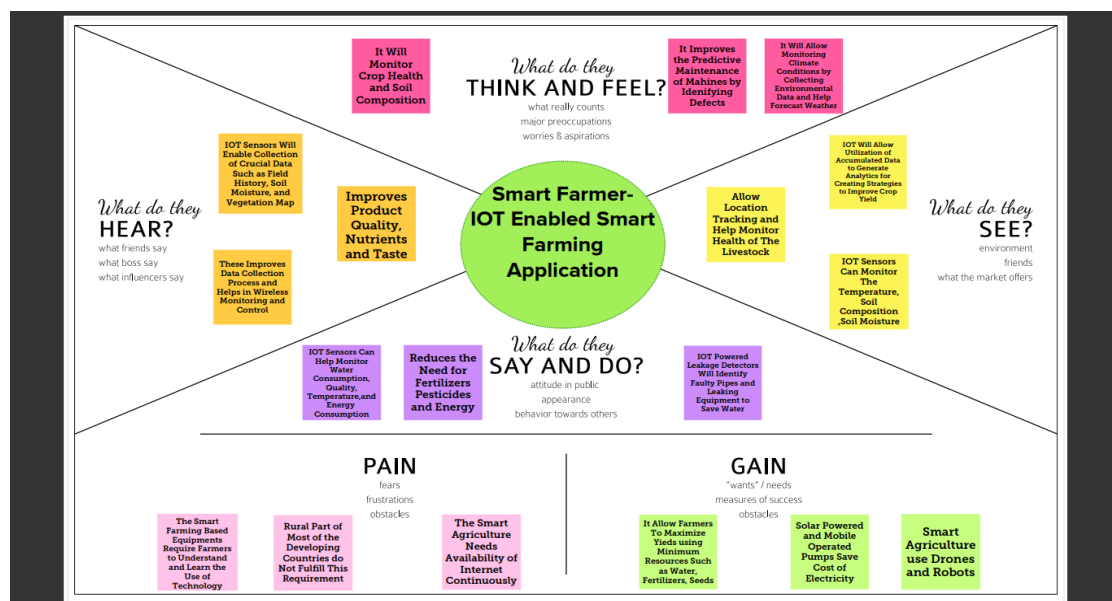 It Will
Monitor
Crop Health
and Soil
Composition
What do they
THINK AND FEEL?
what really counts
major preoccupations
worries & aspirations
It Improves
the Predictive
Maintenance
of Mahines by
Idenifying
Defects
It Will Allow
Monitoring
Climate
Conditions by
Collecting
Environmental
Data and Help
Forecast Weather
What do they
HEAR?
what friends say
what boss say
what influencers say
IOT Sensors Will
Enable Collection
of Crucial Data
Such as Field
History, Soil
Moisture, and
Vegetation Map
Improves
Product
Quality,
Nutrients
and Taste
These Improves
Data Collection
Process and
Helps in Wireless
Monitoring and
Control
Smart Farmer-
IOT Enabled Smart
Farming
Application
Allow
Location
Tracking and
Help Monitor
Health of The
Livestock
IOT Will Allow
Utilization of
Accumulated Data
to Generate
Analytics for
Creating Strategies
to Improve Crop
Yield
IOT Sensors
Can Monitor
The
Temperature,
Soil
Composition
,Soil Moisture
What do they
SEE?
environment
friends
what the market offers
IOT Sensors Can
Help Monitor
Water
Consumption,
Quality,
Temperature,and
Energy
Consumption
Reduces the
Need for
Fertilizers
Pesticides
and Energy
What do they
SAY AND DO?
attitude in public
appearance
behavior towards others
IOT Powered
Leakage Detectors
Will Identify
Faulty Pipes and
Leaking
Equipment to
Save Water
PAIN
fears
frustrations
obstacles
The Smart
Farming Based
Equipments
Require Farmers
to Understand
and Learn the
Use of
Technology
Rural Part of
Most of the
Developing
Countries do
Not Fulfill This
Requirement
The Smart
Agriculture
Needs
Availability of
Internet
Continuously
GAIN
"wants" / needs
measures of success
obstacles
It Allow Farmers
To Maximize
Yieds using
Minimum
Resources Such
as Water,
Fertilizers, Seeds
Solar Powered
and Mobile
Operated
Pumps Save
Cost of
Electricity
Smart
Agriculture
use Drones
and Robots